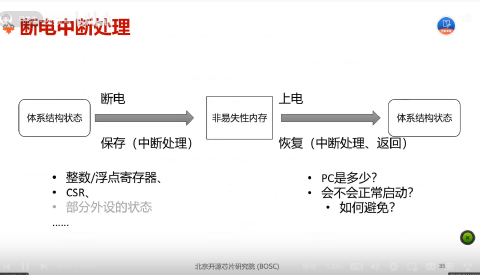 断电中断处理
断电
上电
体系结构状态
非易失性内存
体系结构状态
保存（中断处理）
恢复（中断处理、返回）
• 整数/浮点寄存器、
• CSR、
• 部分外设的状态
……
• PC是多少？
• 会不会正常启动？
• 如何避免？
北京开源芯片研究院 (BOSC)
35